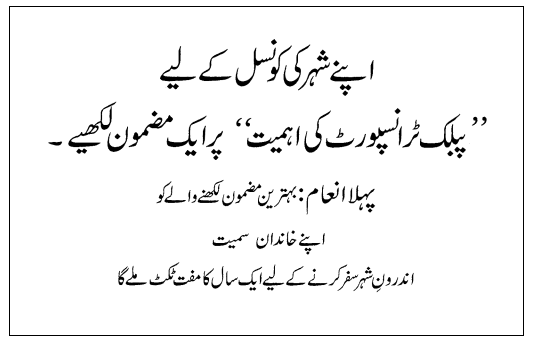 اپنے شہر کی کونسل کے لیے
’’ پبلک ٹرانسپورٹ کی اہمیت‘‘ پر ایک مضمون لکھیے ۔
پہلا انعام: بہترین مضمون لکھنے والے کو
اپنے خاندان سمیت
اندرونِ شہر سفر کرنے کے لیے ایک سال کا مفت ٹکٹ ملے گا